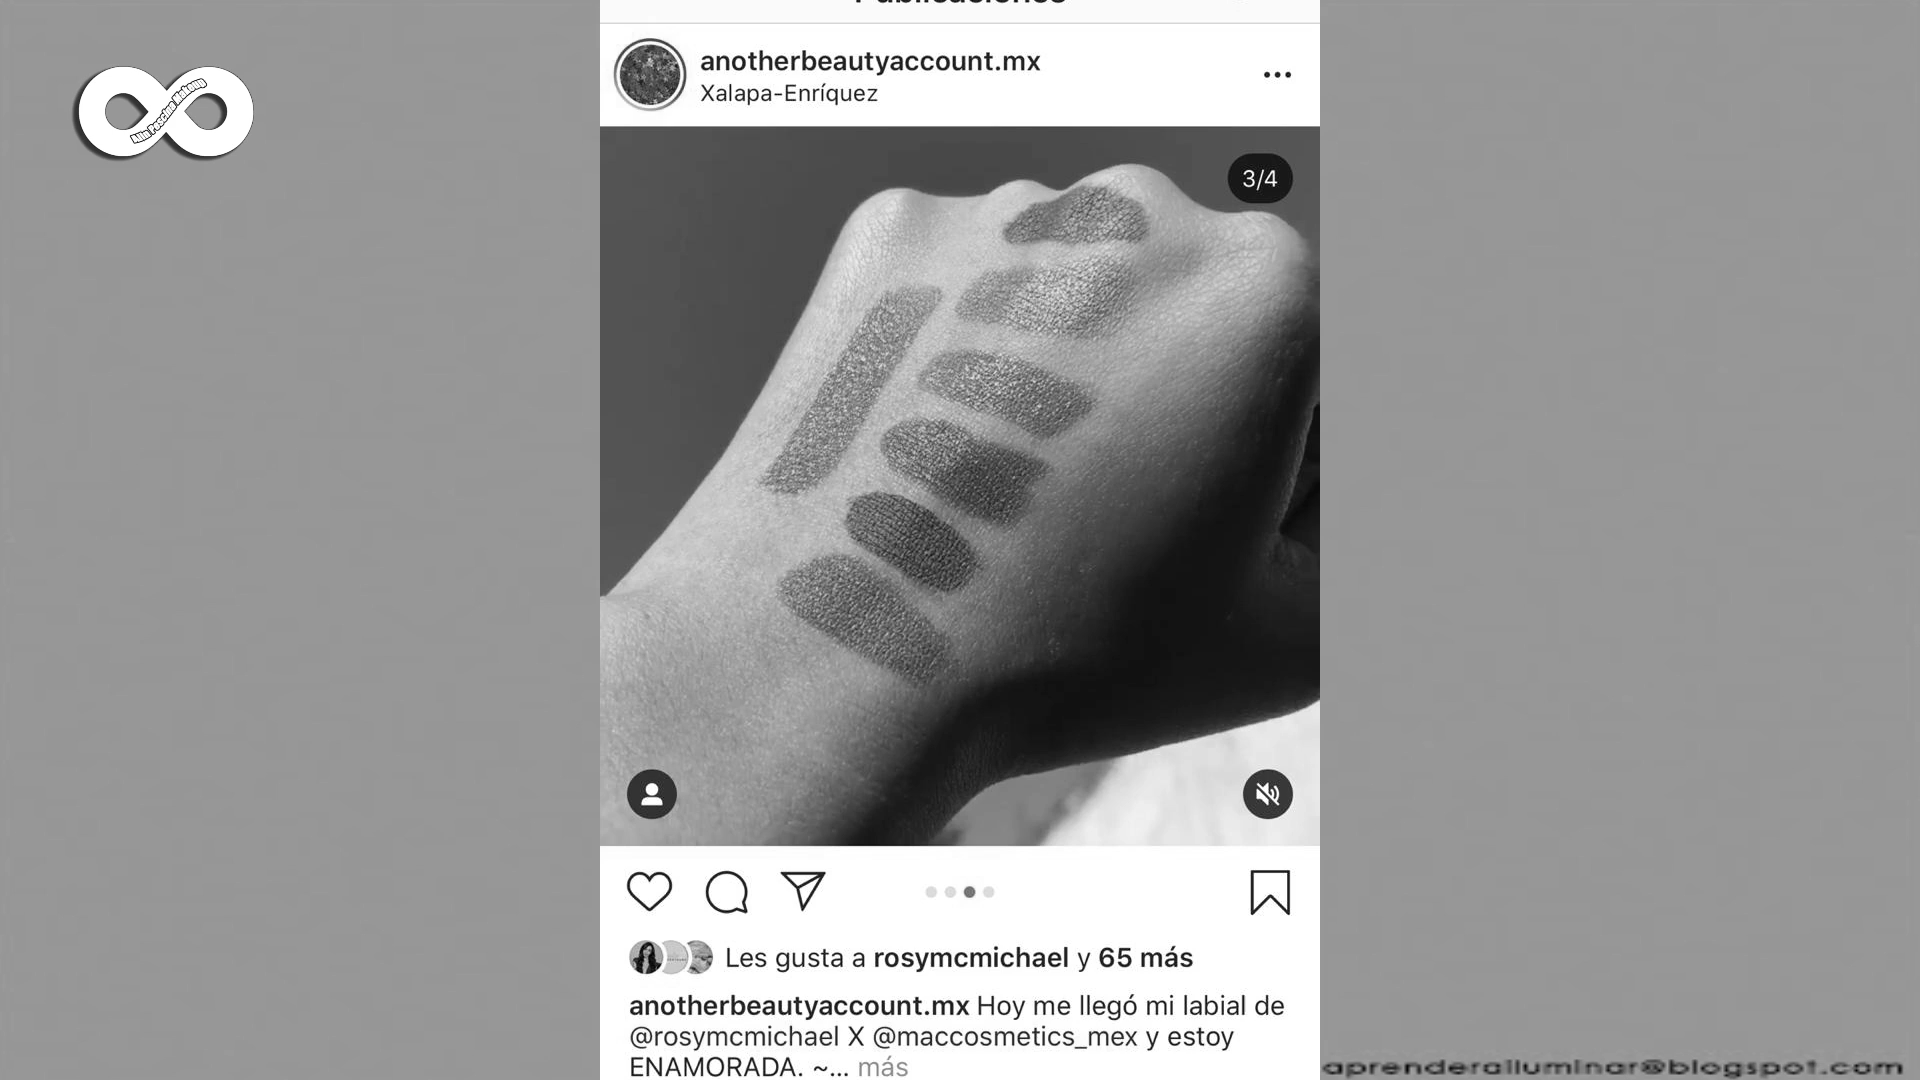 Publicaciones
anotherbeautyaccount.mx
Xalapa-Enríquez
3/4
Les gusta a rosymcmichael y 65 más
anotherbeautyaccount.mx Hoy me llegó mi labial de
@rosymcmichael X @maccosmetics_mex y estoy
ENAMORADA. ~... más
aprenderailuminar@blogspot.com